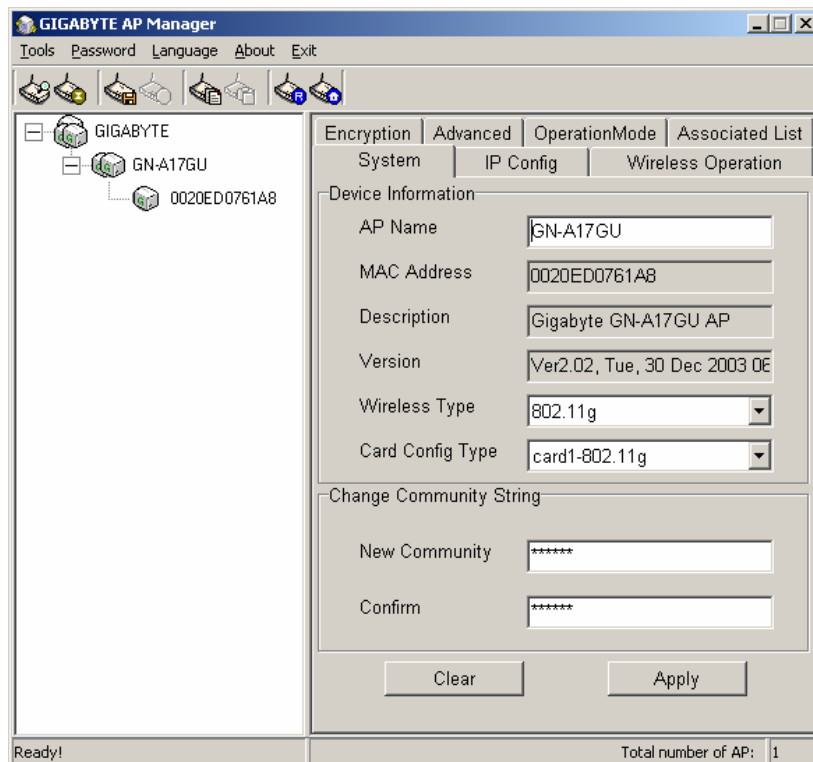 GIGABYTE AP Manager
Tools Password Language About Exit
GIGABYTE
GN-A17GU
0020ED0761A8
Encryption Advanced OperationMode Associated List
System IP Config Wireless Operation
Device Information
AP Name GN-A17GU
MAC Address 0020ED0761A8
Description Gigabyte GN-A17GU AP
Version Ver2.02, Tue, 30 Dec 2003 06
Wireless Type 802.11g
Card Config Type card1-802.11g
Change Community String
New Community ******
Confirm ******
Clear Apply
Ready! Total number of AP: 1